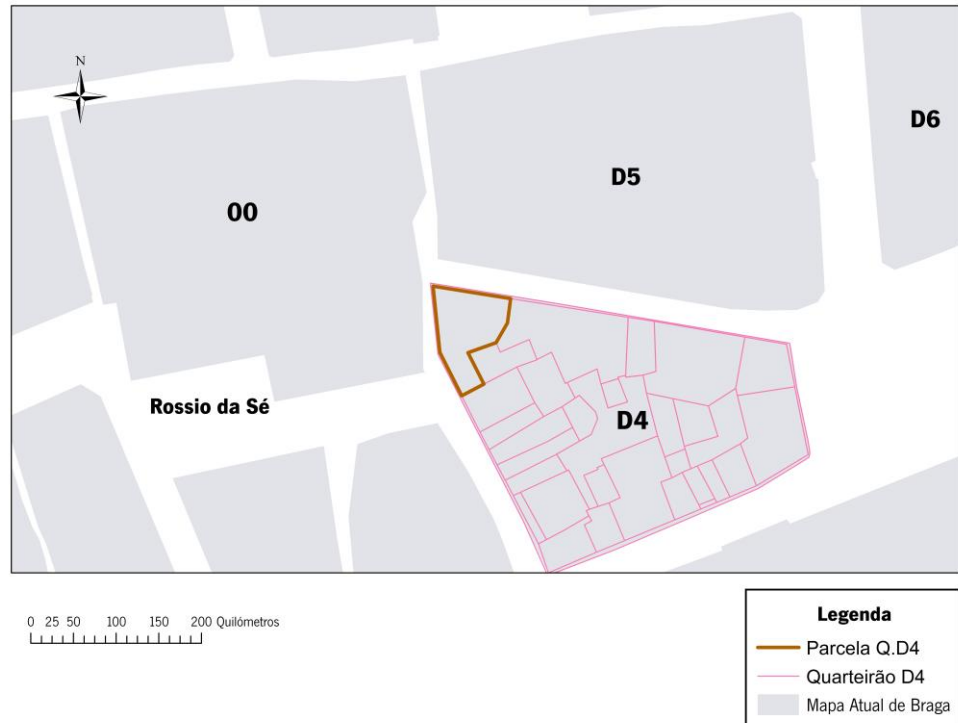 N
D6
D5
00
Rossio da Sé
D4
0 25 50 100 150 200 Quilómetros
Legenda
Parcela Q.D4
Quarteirão D4
Mapa Atual de Braga